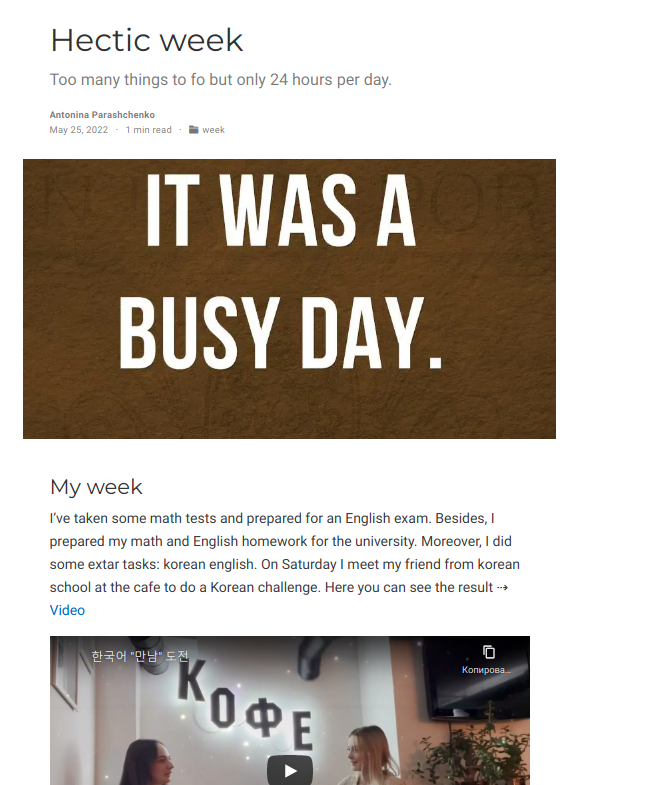 Hectic week
Too many things to fo but only 24 hours per day.
Antonina Parashchenko
May 25, 2022 · 1 min read · week
IT WAS A
BUSY DAY.
My week
I've taken some math tests and prepared for an English exam. Besides, I
prepared my math and English homework for the university. Moreover, I did
some extar tasks: korean english. On Saturday I meet my friend from korean
school at the cafe to do a Korean challenge. Here you can see the result ⇢
Video
한국어 "만남" 도전
Копирова...
КОФЕ